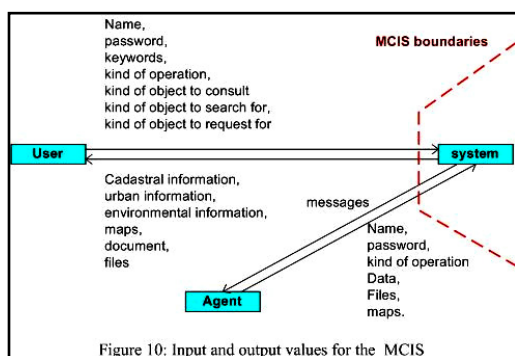 Name,
password,
keywords,
kind of operation,
kind of object to consult
kind of object to search for,
kind of object to request for
MCIS boundaries
User
system
Cadastral information,
urban information,
environmental information,
maps,
document,
files
messages
Name,
password,
kind of operation
Data,
Files,
maps.
Agent
Figure 10: Input and output values for the MCIS